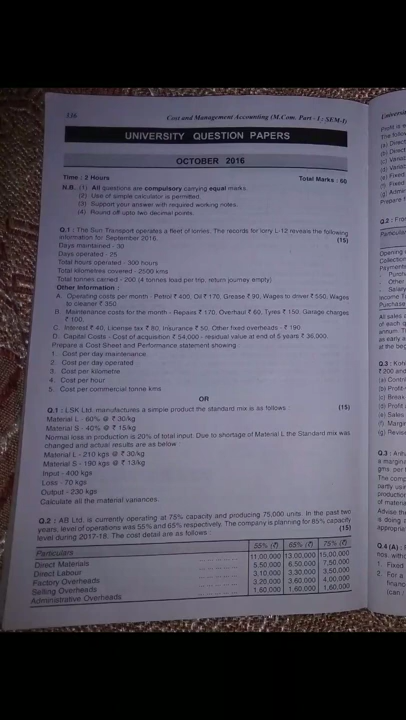 136
Cost and Management Accounting (M.Com. Part - I : SEM-I)
UNIVERSITY QUESTION PAPERS
OCTOBER 2016
Time : 2 Hours
Total Marks : 60
N.B. (1) All questions are compulsory carrying equal marks.
(2) Use of simple calculator is permitted.
(3) Support your answer with required working notes.
(4) Round off upto two decimal points.
Q.1 : The Sun Transport operates a fleet of lorries. The records for lorry L-12 reveals the following
information for September 2016. (15)
Days maintained - 30
Days operated - 25
Total hours operated - 300 hours
Total kilometres covered - 2500 kms
Total tonnes carried - 200 (4 tonnes load per trip, return journey empty)
Other Information :
A. Operating costs per month - Petrol ₹ 400, Oil ₹ 170, Grease ₹ 90, Wages to driver ₹ 550, Wages
to cleaner ₹ 350
B. Maintenance costs for the month - Repairs ₹ 170, Overhaul ₹ 60, Tyres ₹ 150, Garage charges
₹ 100.
C. Interest ₹ 40, License tax ₹ 80, Insurance ₹ 50, Other fixed overheads - ₹ 190
D. Capital Costs - Cost of acquisition ₹ 54,000 - residual value at end of 5 years ₹ 36,000.
Prepare a Cost Sheet and Performance statement showing
1. Cost per day maintenance
2. Cost per day operated
3. Cost per kilometre
4. Cost per hour
5. Cost per commercial tonne kms.
OR
Q.1 : LSK Ltd. manufactures a simple product the standard mix is as follows : (15)
Material L - 60% @ ₹ 30/kg
Material S - 40% @ ₹ 15/kg
Normal loss in production is 20% of total input. Due to shortage of Material L the Standard mix was
changed and actual results are as below
Material L - 210 kgs @ ₹ 30/kg
Material S - 190 kgs @ ₹ 13/kg
Input - 400 kgs
Loss - 70 kgs
Output - 230 kgs
Calculate all the material variances.
Q.2 : AB Ltd. is currently operating at 75% capacity and producing 75,000 units. In the past two
years, level of operations was 55% and 65% respectively. The company is planning for 85% capacity
level during 2017-18. The cost detail are as follows : (15)
Particulars 55% (₹) 65% (₹) 75% (₹)
Direct Materials 11,00,000 13,00,000 15,00,000
Direct Labour 5,50,000 6,50,000 7,50,000
Factory Overheads 3,10,000 3,30,000 3,50,000
Selling Overheads 3,20,000 3,60,000 4,00,000
Administrative Overheads 1,60,000 1,60,000 1,60,000